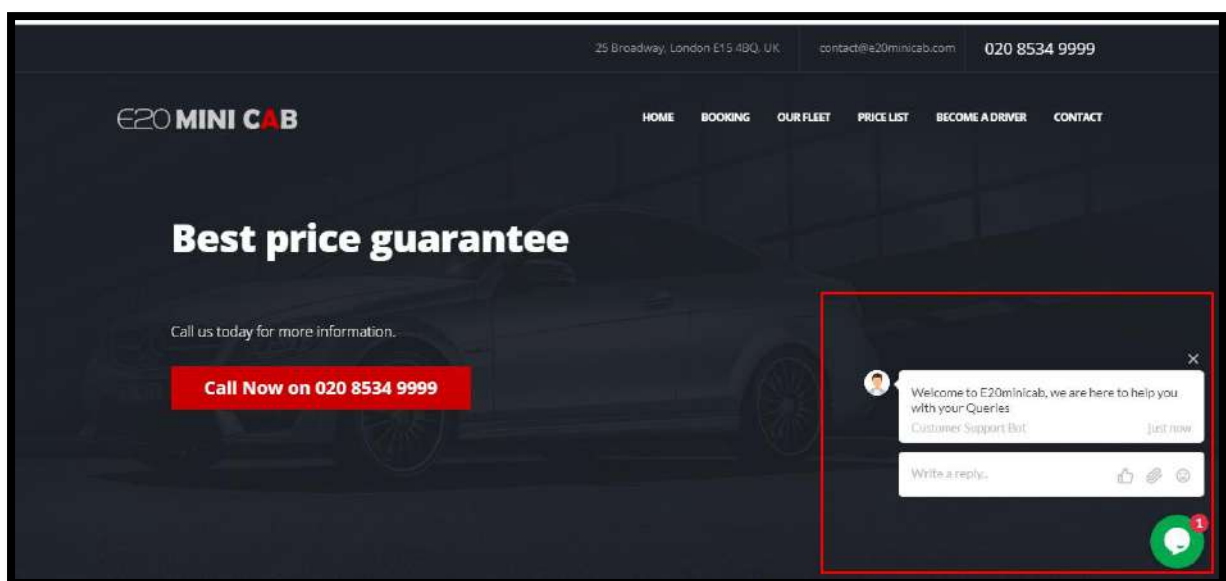 25 Broadway, London E15 4BQ, UK contact@e20minicab.com 020 8534 9999
E20 MINI CAB HOME BOOKING OUR FLEET PRICE LIST BECOME A DRIVER CONTACT
Best price guarantee
Call us today for more information.
Call Now on 020 8534 9999
Welcome to E20minicab, we are here to help you
with your Queries
Customer Support Bot Just now
Write a reply..
1